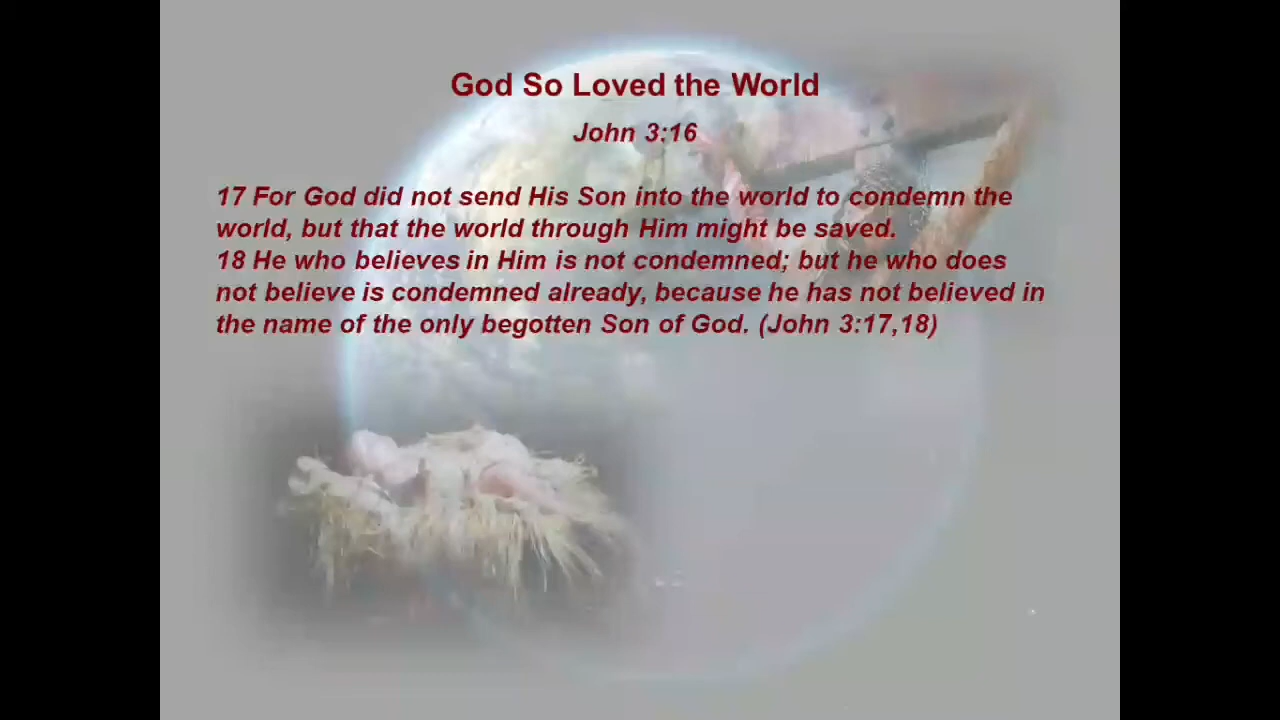 God So Loved the World
John 3:16
17 For God did not send His Son into the world to condemn the
world, but that the world through Him might be saved.
18 He who believes in Him is not condemned; but he who does
not believe is condemned already, because he has not believed in
the name of the only begotten Son of God. (John 3:17,18)